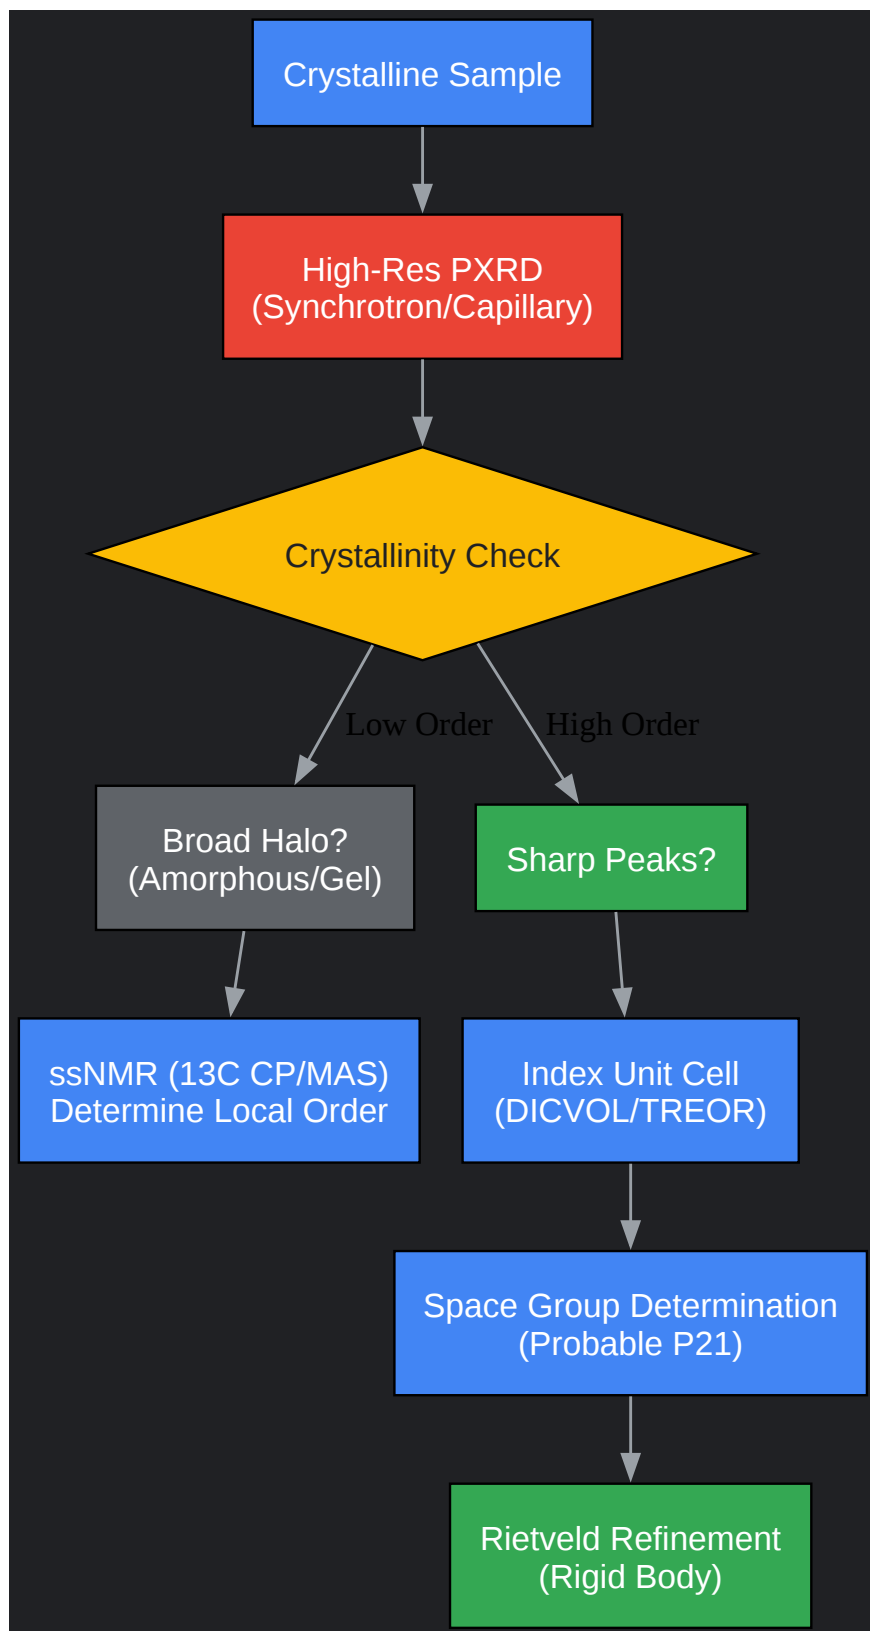 Crystalline Sample
High-Res PXRD
(Synchrotron/Capillary)
Crystallinity Check
Low Order
High Order
Broad Halo?
(Amorphous/Gel)
Sharp Peaks?
ssNMR (13C CP/MAS)
Determine Local Order
Index Unit Cell
(DICVOL/TREOR)
Space Group Determination
(Probable P21)
Rietveld Refinement
(Rigid Body)